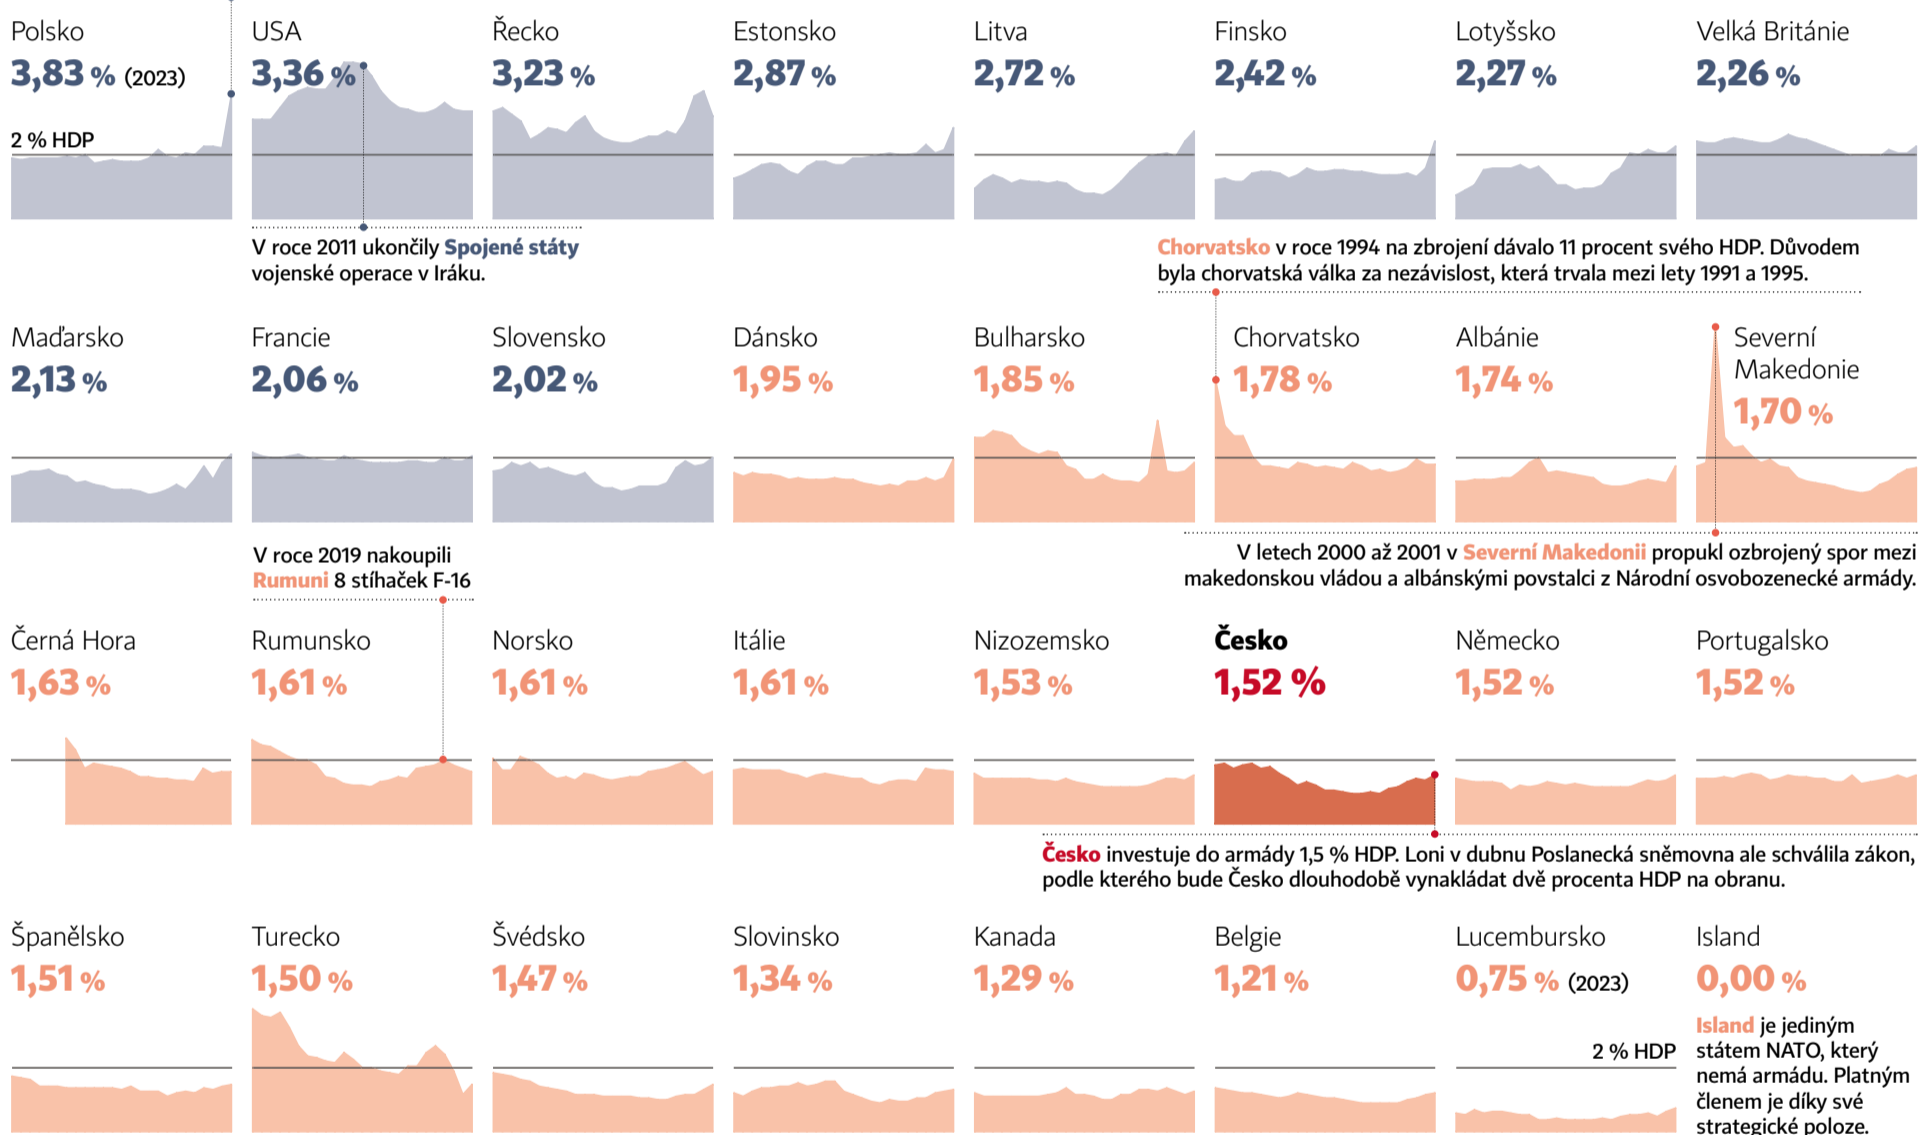 Polsko
3,83 % (2023)
2 % HDP
USA
3,36 %
Řecko
3,23 %
Estonsko
2,87 %
Litva
2,72 %
Finsko
2,42 %
Lotyšsko
2,27 %
Velká Británie
2,26 %
V roce 2011 ukončily Spojené státy
vojenské operace v Iráku.
Chorvatsko v roce 1994 na zbrojení dávalo 11 procent svého HDP. Důvodem
byla chorvatská válka za nezávislost, která trvala mezi lety 1991 a 1995.
Maďarsko
2,13 %
Francie
2,06 %
Slovensko
2,02 %
Dánsko
1,95 %
Bulharsko
1,85 %
Chorvatsko
1,78 %
Albánie
1,74 %
Severní
Makedonie
1,70 %
V roce 2019 nakoupili
Rumuni 8 stíhaček F-16
V letech 2000 až 2001 v Severní Makedonii propukl ozbrojený spor mezi
makedonskou vládou a albánskými povstalci z Národní osvobozenecké armády.
Černá Hora
1,63 %
Rumunsko
1,61 %
Norsko
1,61 %
Itálie
1,61 %
Nizozemsko
1,53 %
Česko
1,52 %
Německo
1,52 %
Portugalsko
1,52 %
Česko investuje do armády 1,5 % HDP. Loni v dubnu Poslanecká sněmovna ale schválila zákon,
podle kterého bude Česko dlouhodobě vynakládat dvě procenta HDP na obranu.
Španělsko
1,51 %
Turecko
1,50 %
Švédsko
1,47 %
Slovinsko
1,34 %
Kanada
1,29 %
Belgie
1,21 %
Lucembursko
0,75 % (2023)
2 % HDP
Island
0,00 %
Island je jediným
státem NATO, který
nemá armádu. Platným
členem je díky své
strategické poloze.